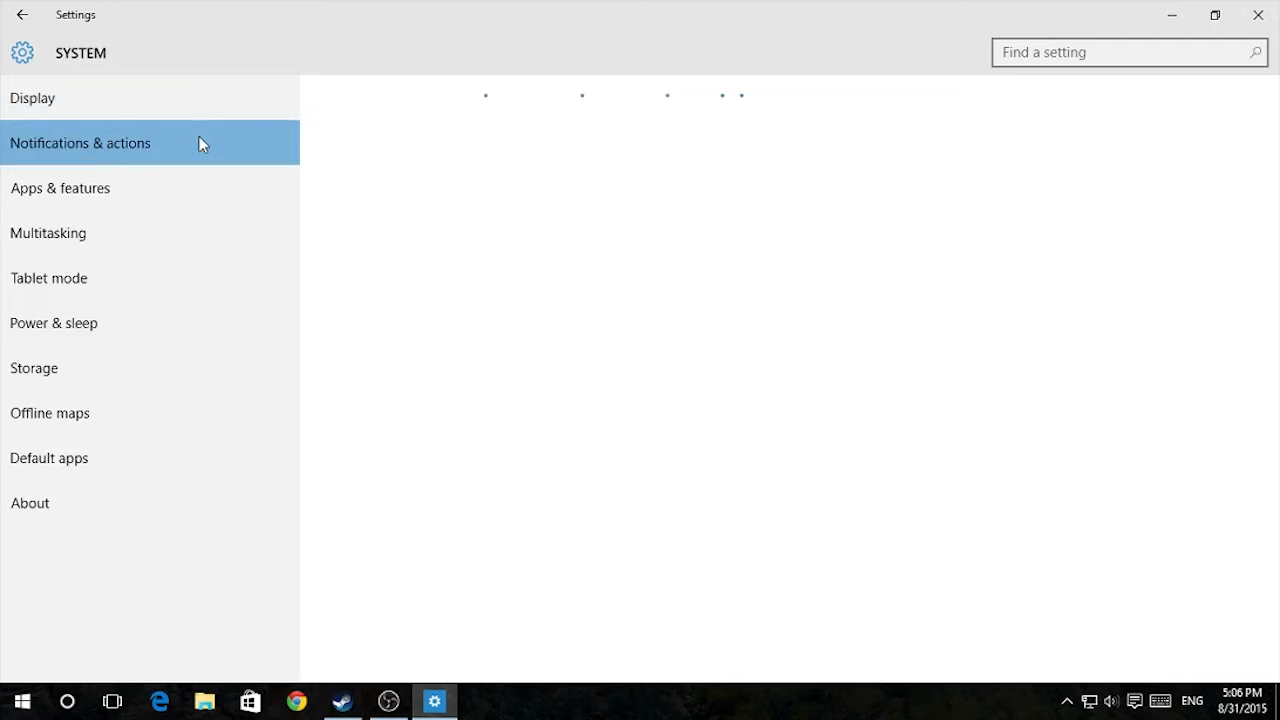 Settings
SYSTEM
Find a setting
Display
Notifications & actions
Apps & features
Multitasking
Tablet mode
Power & sleep
Storage
Offline maps
Default apps
About
ENG
5:06 PM
8/31/2015